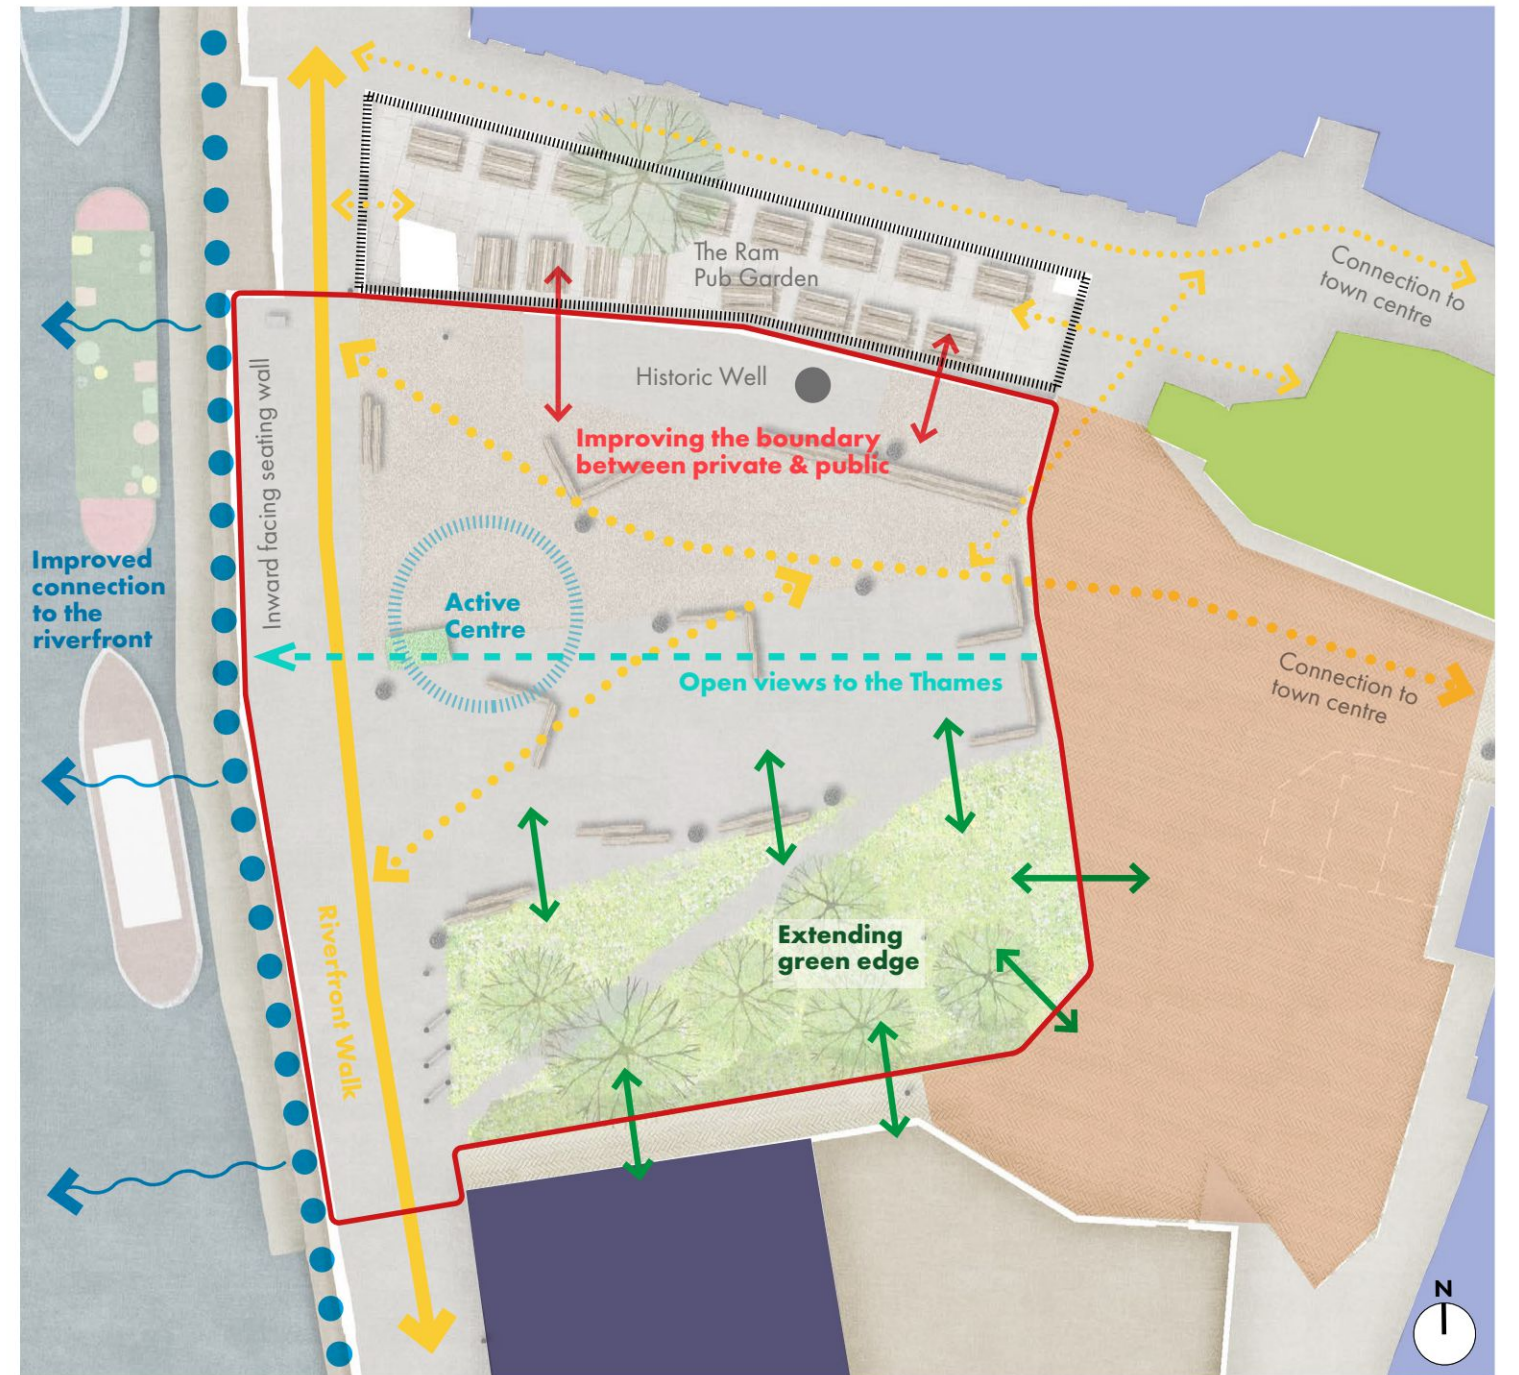 The Ram
Pub Garden
Connection to
town centre
Historic Well
Inward facing seating wall
Improving the boundary
between private & public
Improved
connection
to the
riverfront
Active
Centre
Open views to the Thames
Connection to
town centre
Riverfront Walk
Extending
green edge
N